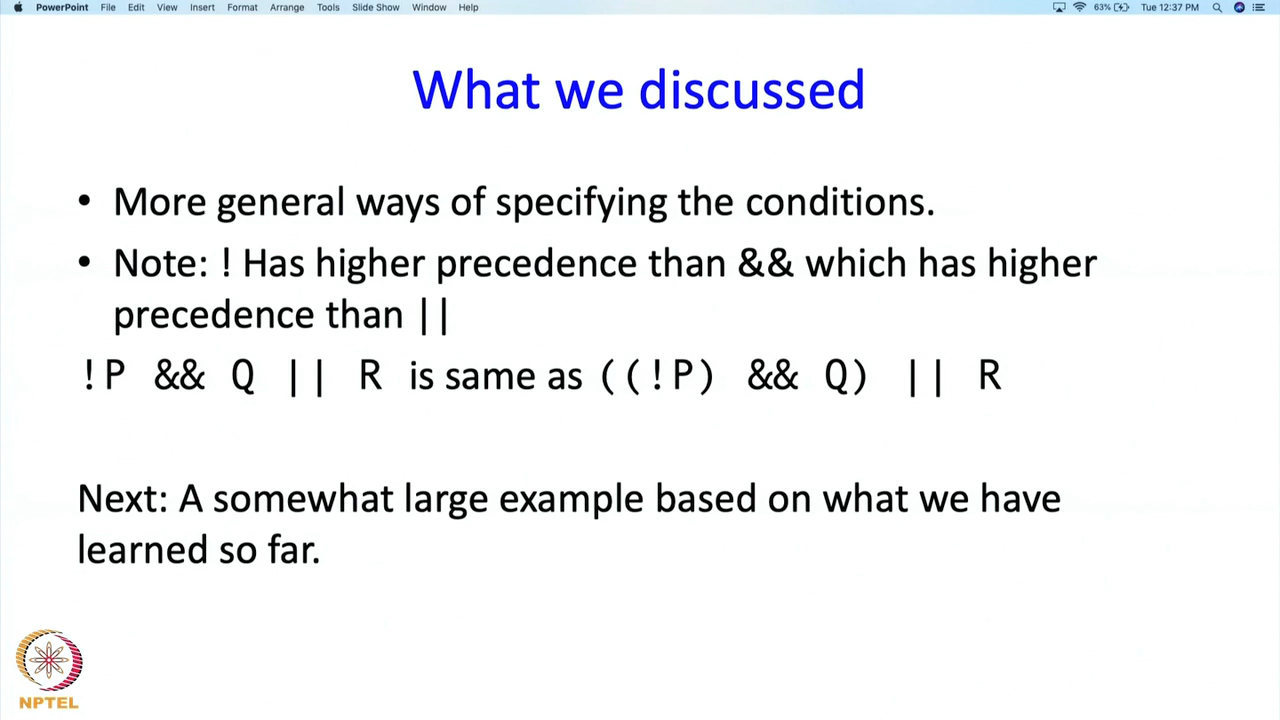 PowerPoint File Edit View Insert Format Arrange Tools Slide Show Window Help 63% Tue 12:37 PM
What we discussed
• More general ways of specifying the conditions.
• Note: ! Has higher precedence than && which has higher
precedence than ||
!P && Q || R is same as ((!P) && Q) || R
Next: A somewhat large example based on what we have
learned so far.
NPTEL